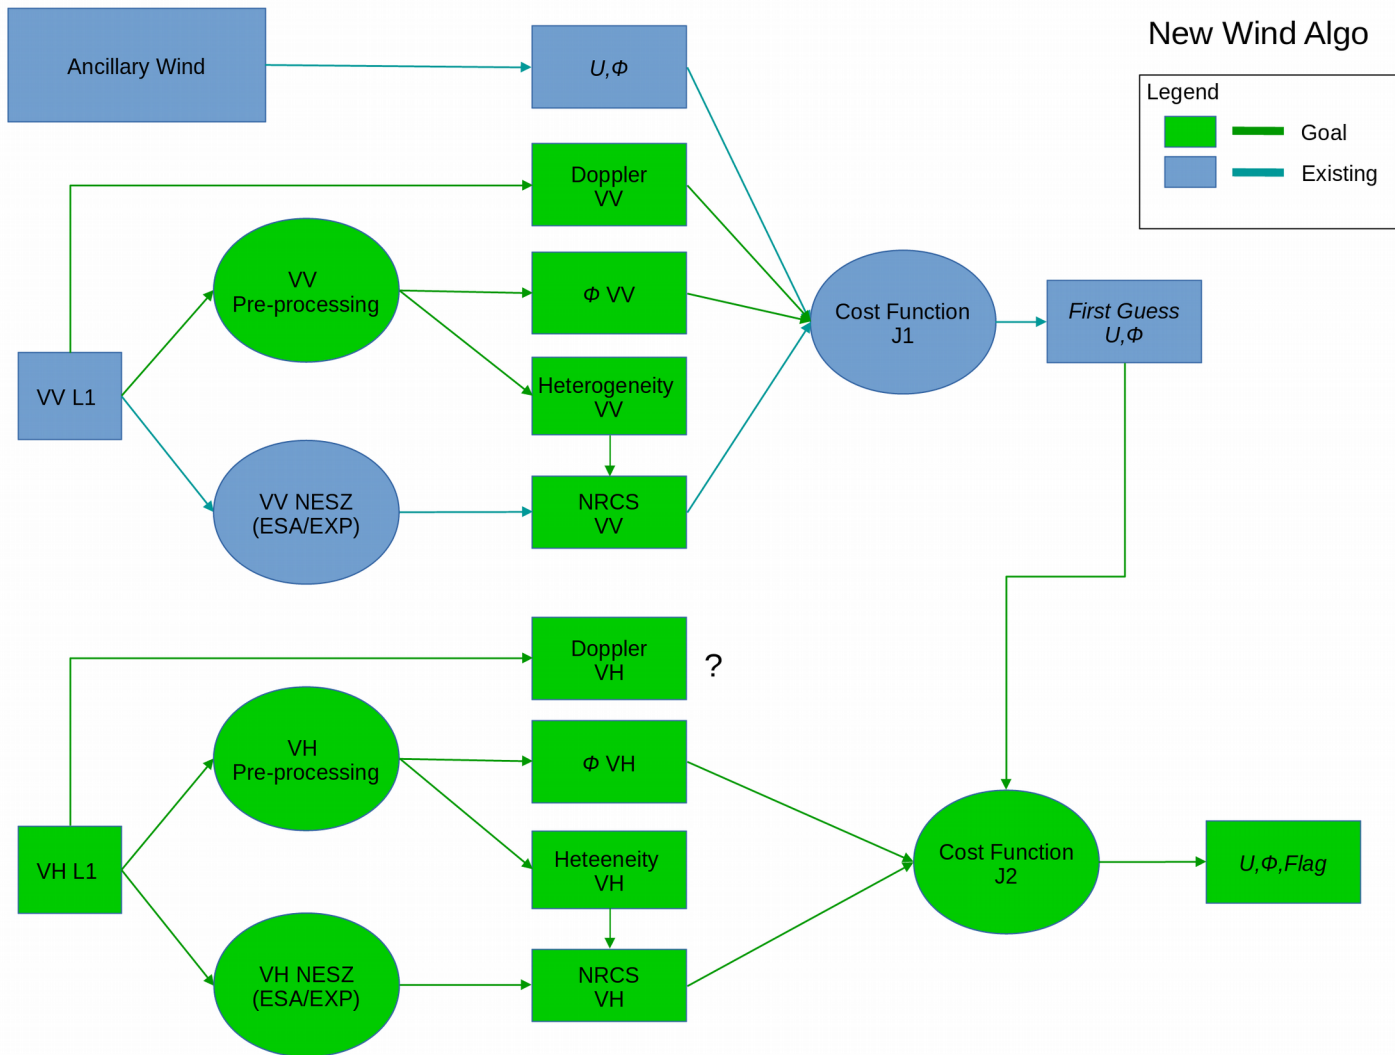 New Wind Algo
Legend
Goal
Existing
Ancillary Wind
U,Φ
Doppler
VV
VV
Pre-processing
Φ VV
Heterogeneity
VV
VV L1
VV NESZ
(ESA/EXP)
NRCS
VV
Cost Function
J1
First Guess
U,Φ
Doppler
VH
?
VH
Pre-processing
Φ VH
Heteeneity
VH
VH L1
VH NESZ
(ESA/EXP)
NRCS
VH
Cost Function
J2
U,Φ,Flag